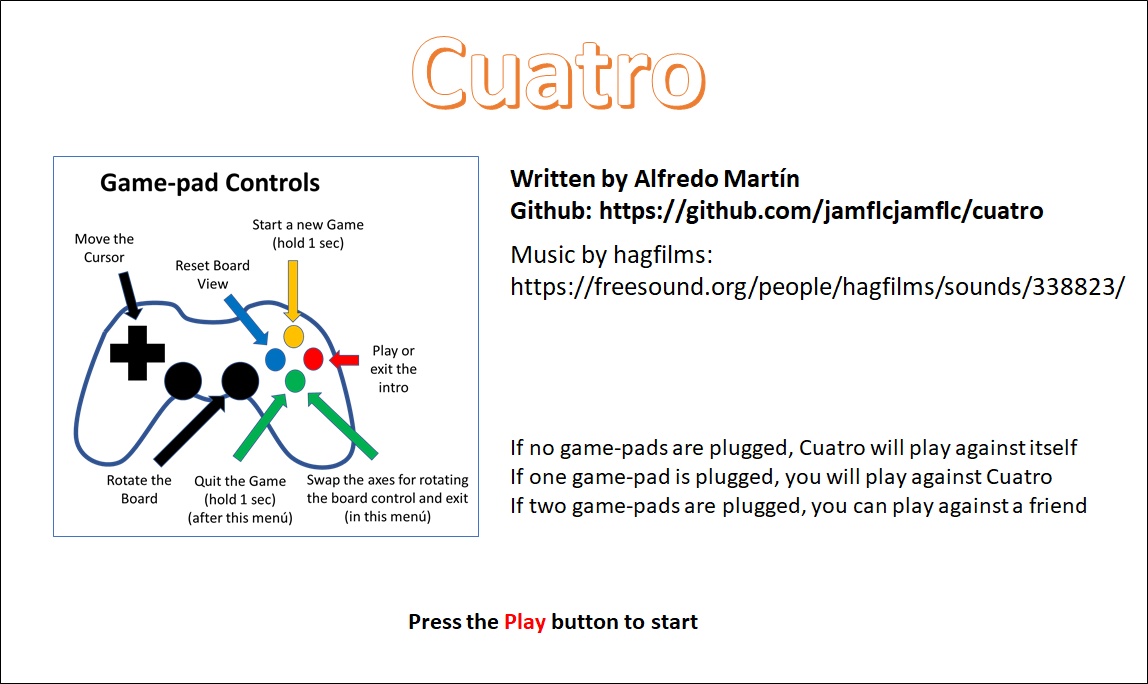 Cuatro
Game-pad Controls
Start a new Game
(hold 1 sec)
Move the
Cursor
Reset Board
View
Play or
exit the
intro
Rotate the
Board
Quit the Game
(hold 1 sec)
(after this menú)
Swap the axes for rotating
the board control and exit
(in this menú)
Written by Alfredo Martín
Github: https://github.com/jamflcjamflc/cuatro
Music by hagfilms:
https://freesound.org/people/hagfilms/sounds/338823/
If no game-pads are plugged, Cuatro will play against itself
If one game-pad is plugged, you will play against Cuatro
If two game-pads are plugged, you can play against a friend
Press the Play button to start